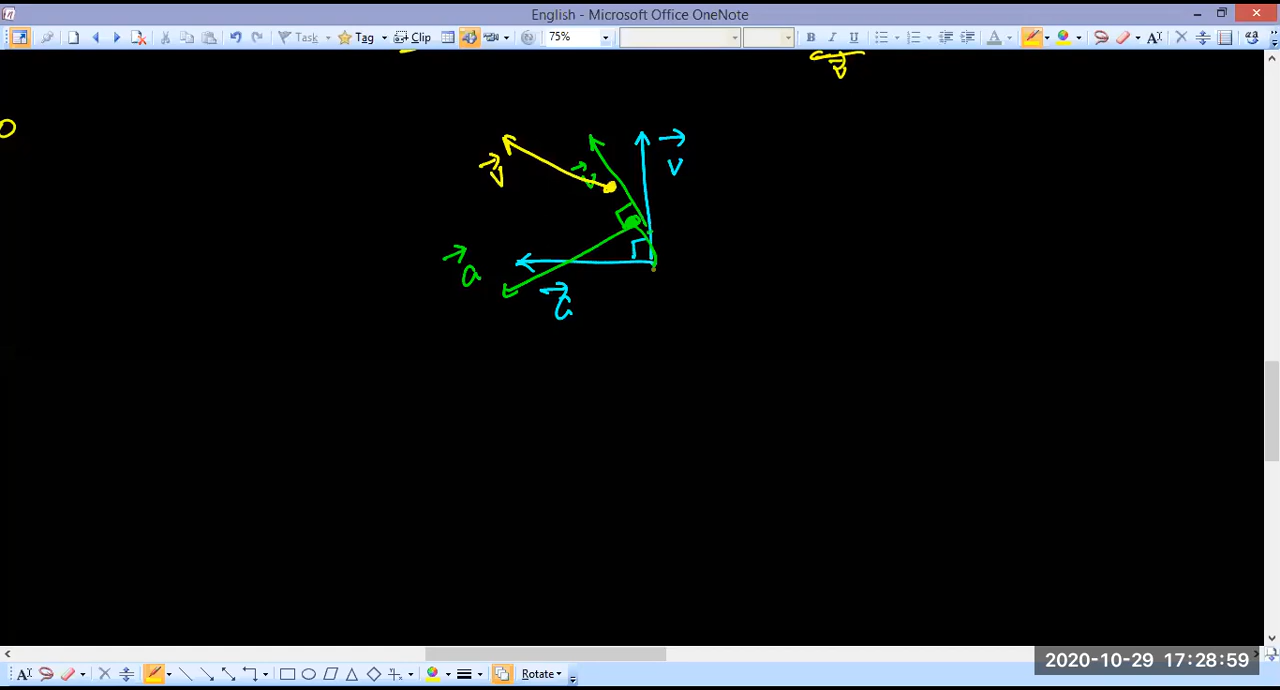 English - Microsoft Office OneNote
Task Tag Clip 75% B I U A
v
o
v
v
v
a
a
A Rotate
2020-10-29 17:28:59